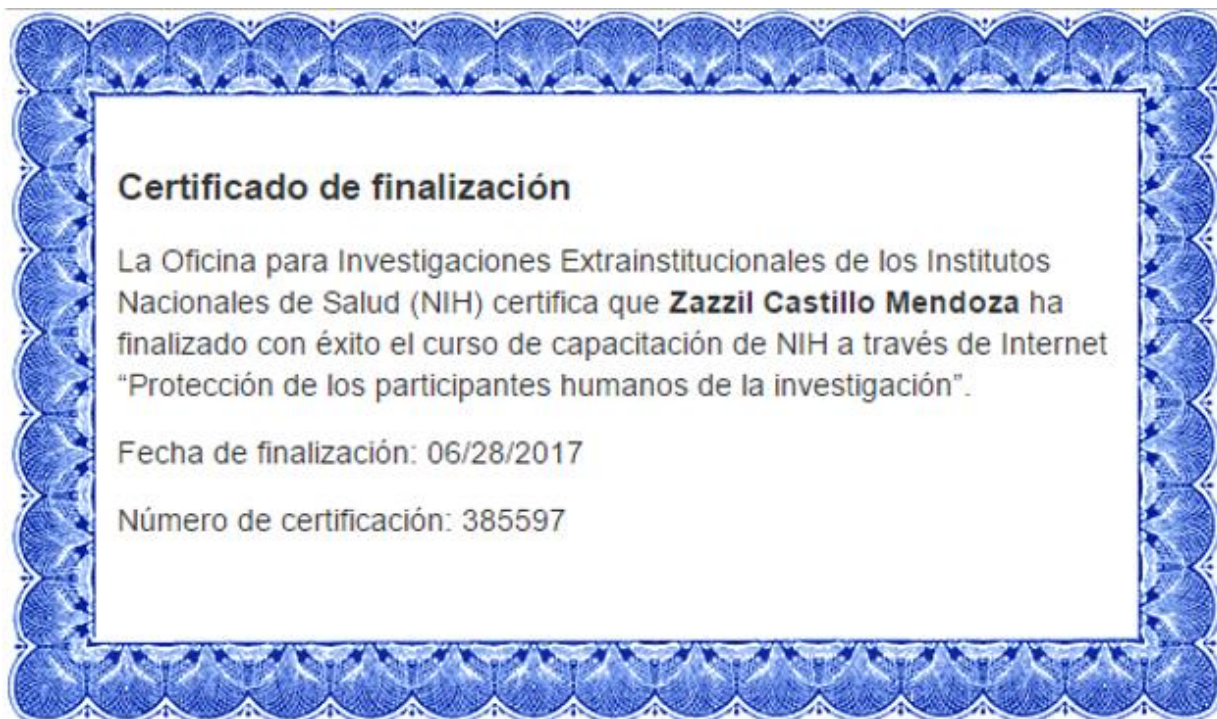 Certificado de finalización
La Oficina para Investigaciones Extrainstitucionales de los Institutos
Nacionales de Salud (NIH) certifica que Zazzil Castillo Mendoza ha
finalizado con éxito el curso de capacitación de NIH a través de Internet
“Protección de los participantes humanos de la investigación”.
Fecha de finalización: 06/28/2017
Número de certificación: 385597